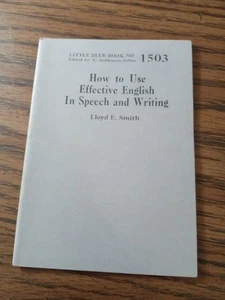 LITTLE BLUE BOOK NO. 1503
Edited by E. Haldeman-Julius
How to Use
Effective English
In Speech and Writing
Lloyd E. Smith